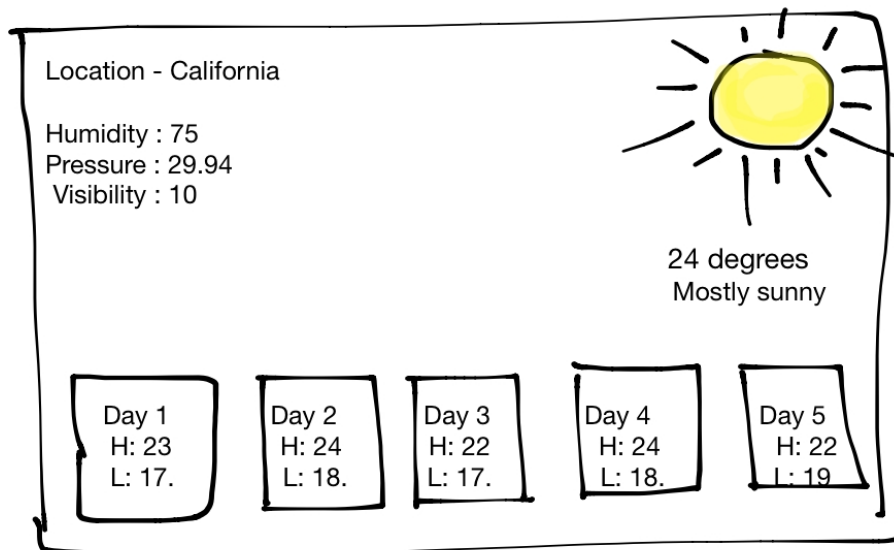 Location - California
Humidity : 75
Pressure : 29.94
Visibility : 10
24 degrees
Mostly sunny
Day 1
H: 23
L: 17.
Day 2
H: 24
L: 18.
Day 3
H: 22
L: 17.
Day 4
H: 24
L: 18.
Day 5
H: 22
L: 19